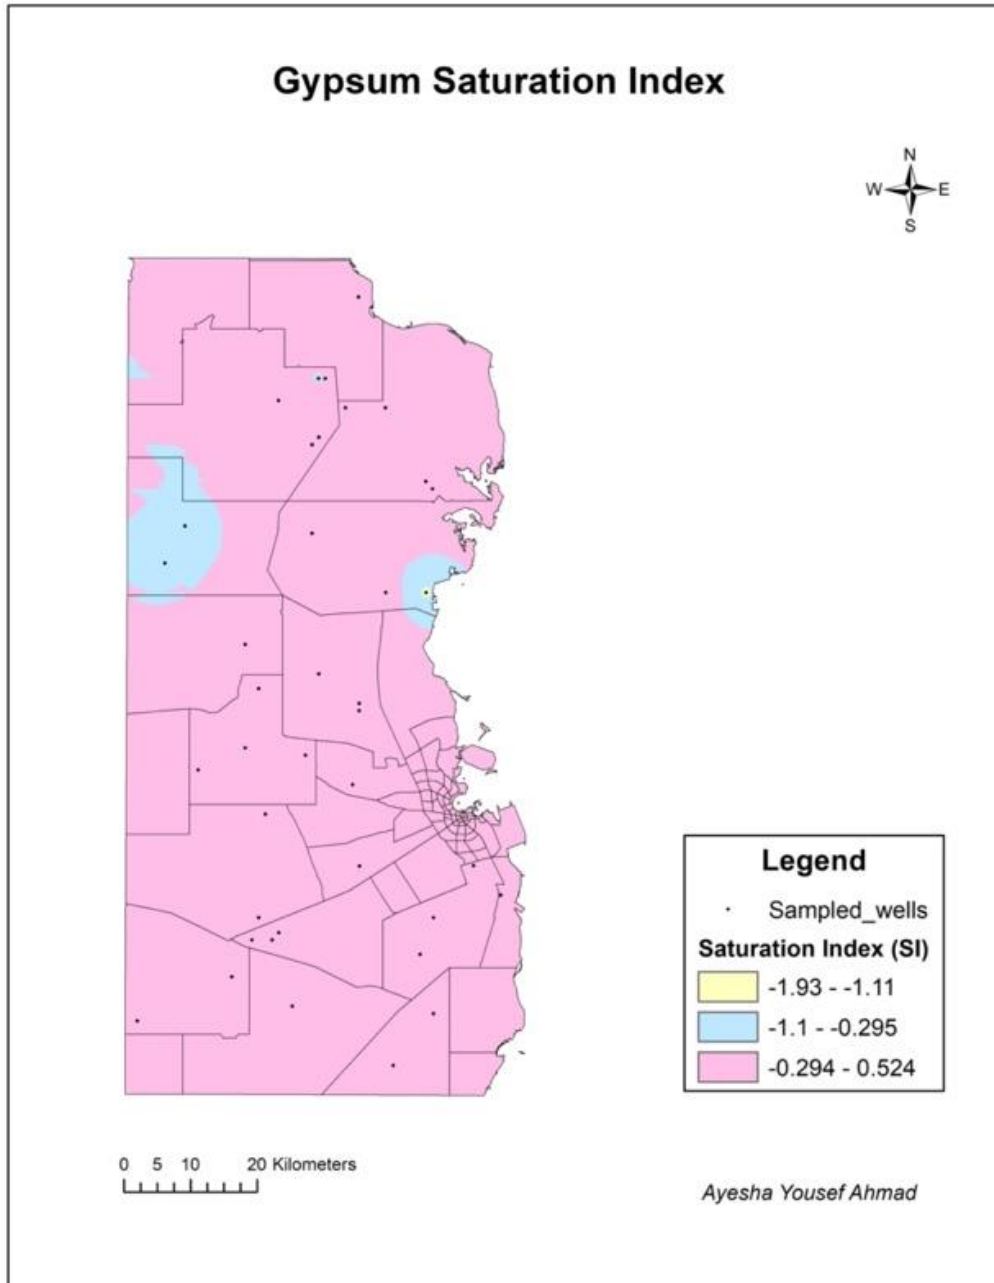 Gypsum Saturation Index
N
W E
S
Legend
Sampled_wells
Saturation Index (SI)
-1.93 - -1.11
-1.1 - -0.295
-0.294 - 0.524
0 5 10 20 Kilometers
Ayesha Yousef Ahmad